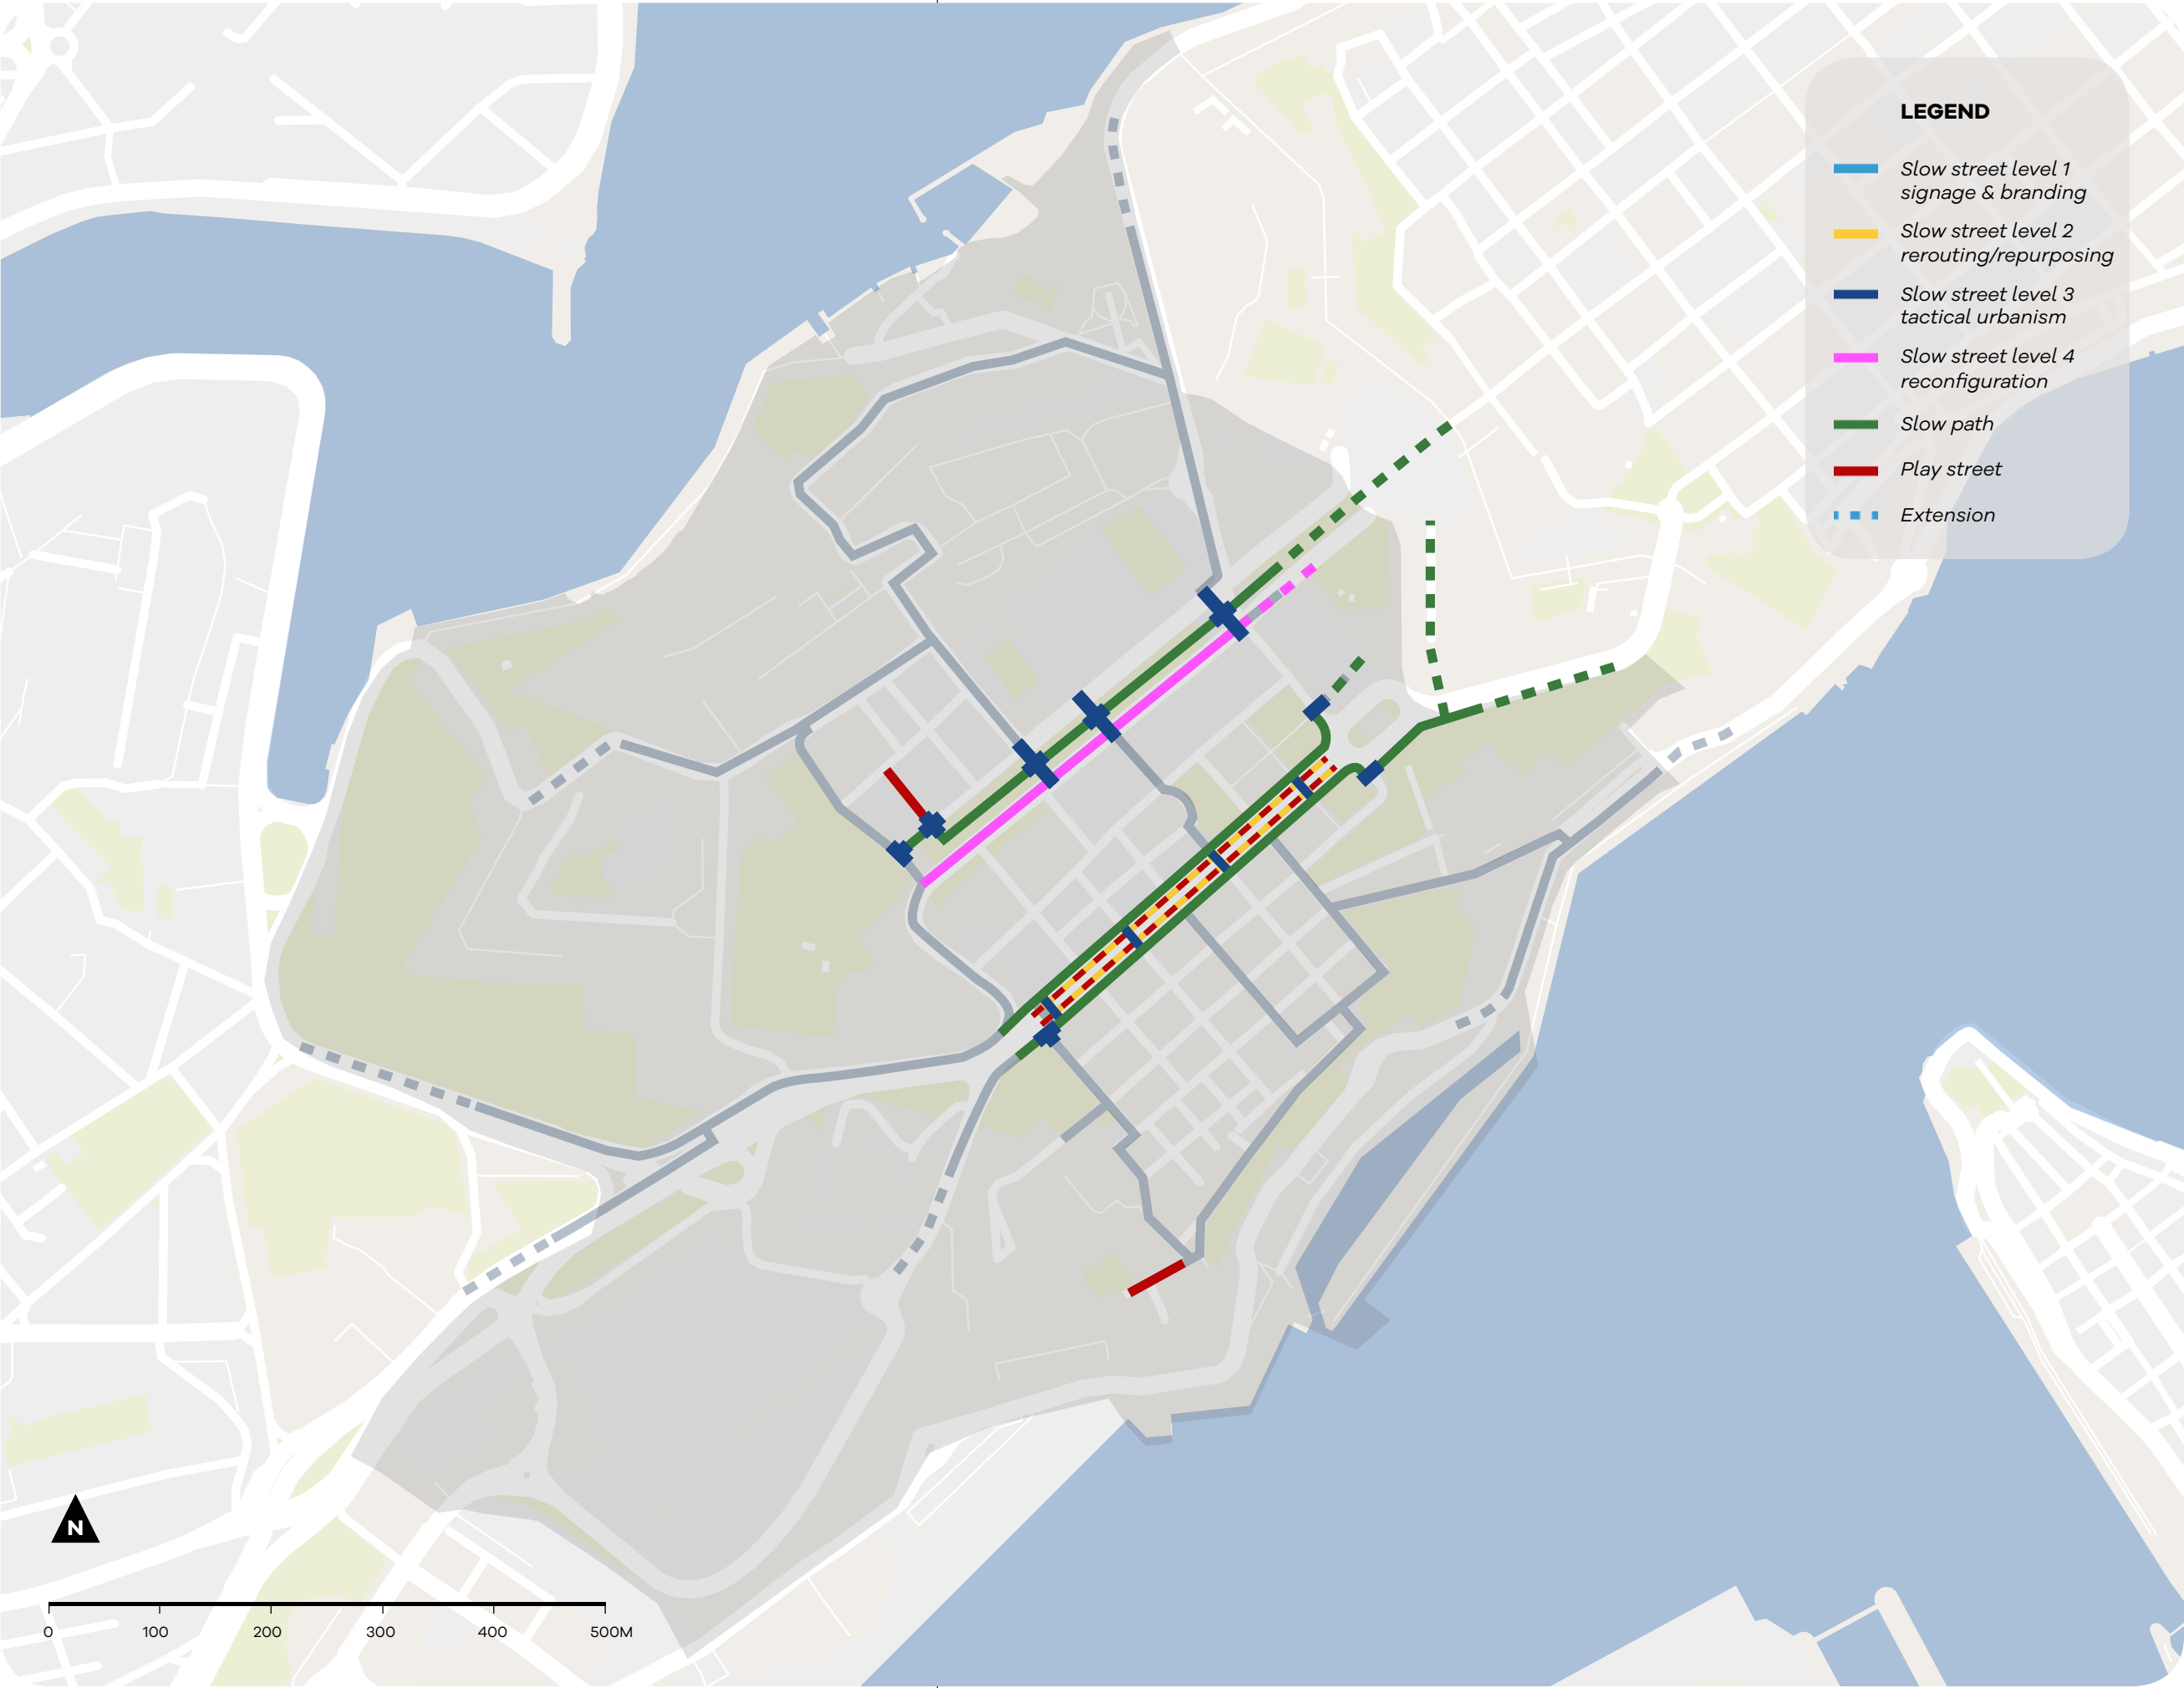 LEGEND
Slow street level 1
signage & branding
Slow street level 2
rerouting/repurposing
Slow street level 3
tactical urbanism
Slow street level 4
reconfiguration
Slow path
Play street
Extension
N
0 100 200 300 400 500M